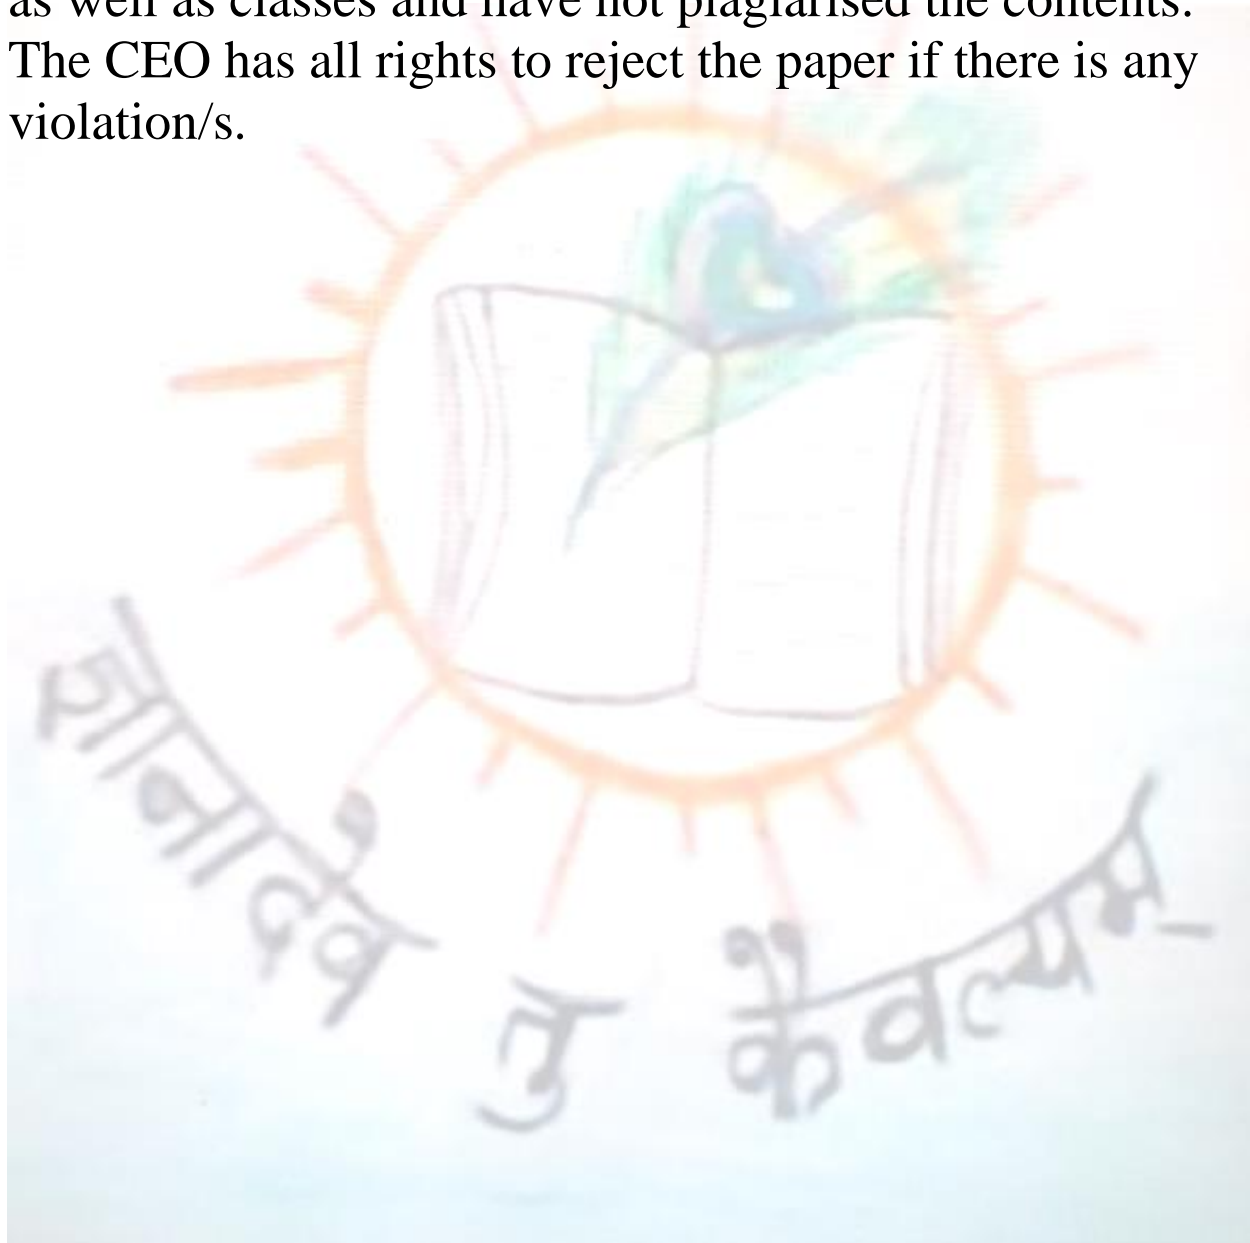 as well as classes and have not plagiarised the contents.
The CEO has all rights to reject the paper if there is any
violation/s.
ज्ञानादेव तु कैवल्यम्